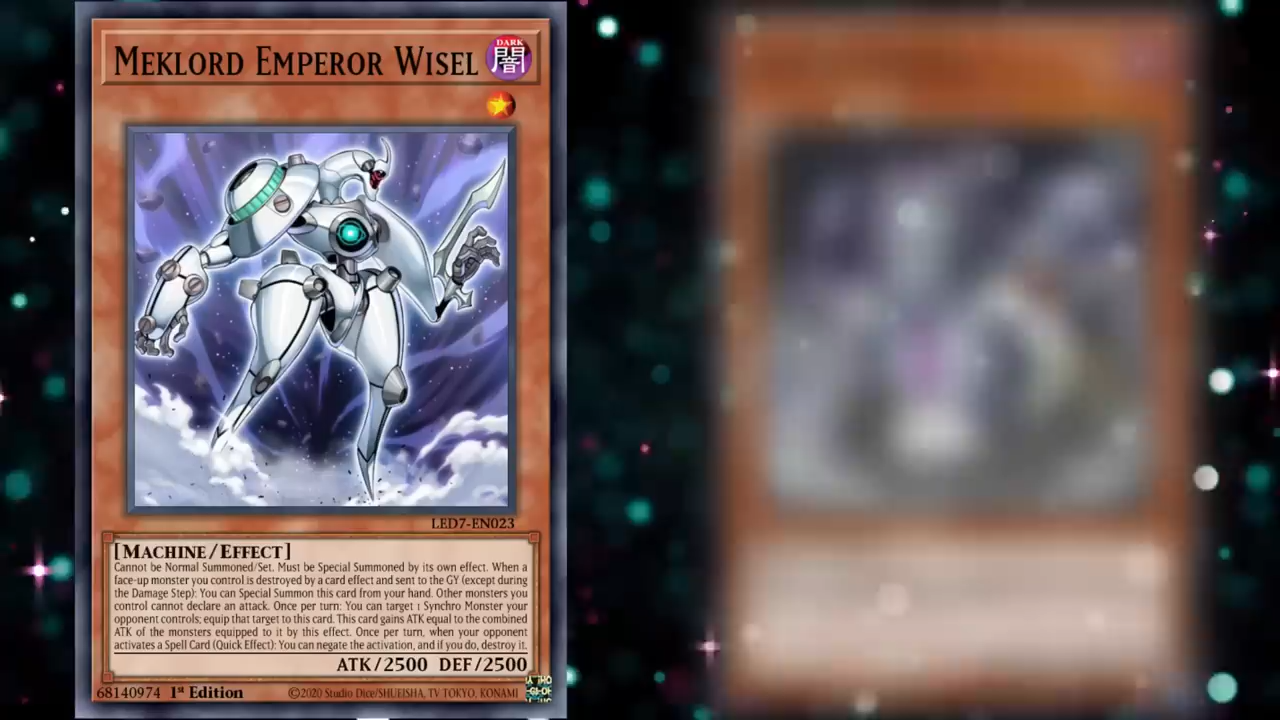 MEKLORD EMPEROR WISEL
DARK
闇
LED7-EN023
[MACHINE/EFFECT]
Cannot be Normal Summoned/Set. Must be Special Summoned by its own effect. When a
face-up monster you control is destroyed by a card effect and sent to the GY (except during
the Damage Step): You can Special Summon this card from your hand. Other monsters you
control cannot declare an attack. Once per turn: You can target 1 Synchro Monster your
opponent controls; equip that target to this card. This card gains ATK equal to the combined
ATK of the monsters equipped to it by this effect. Once per turn, when your opponent
activates a Spell Card (Quick Effect): You can negate the activation, and if you do, destroy it.
ATK/2500 DEF/2500
68140974 1st Edition ©2020 Studio Dice/SHUEISHA, TV TOKYO, KONAMI